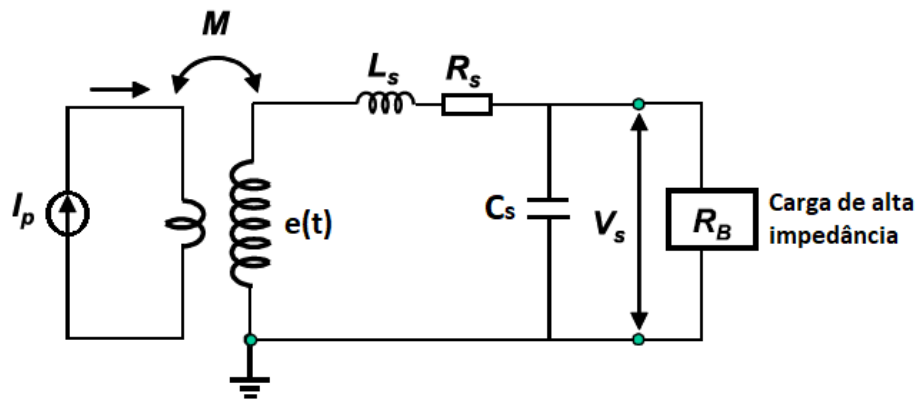 M
Ls
Rs
Ip
e(t)
Cs
Vs
RB
Carga de alta
impedância